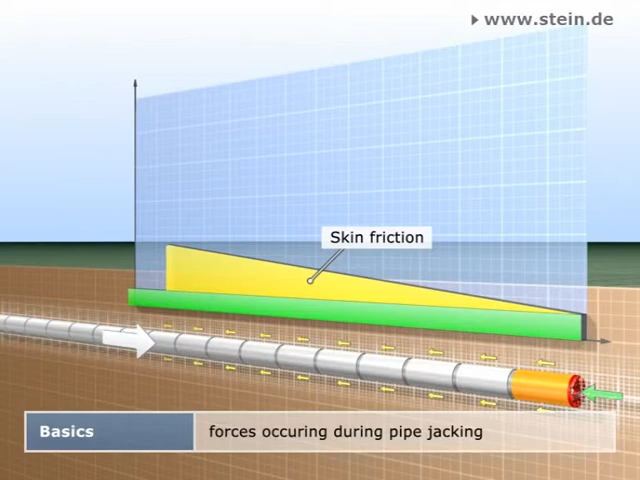 www.stein.de
Skin friction
Basics
forces occuring during pipe jacking